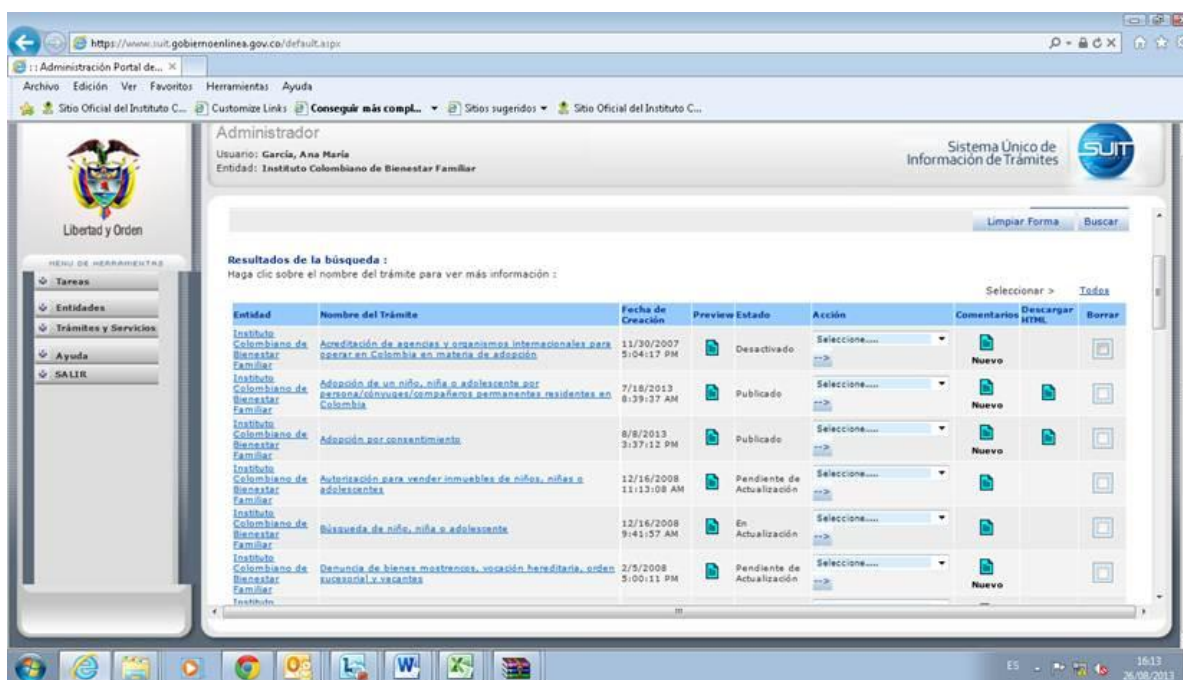 https://www.suit.gobiernoenlinea.gov.co/default.aspx
:: Administración Portal de...
Archivo Edición Ver Favoritos Herramientas Ayuda
Sitio Oficial del Instituto C... Customize Links Conseguir más compl... Sitios sugeridos Sitio Oficial del Instituto C...
Administrador
Usuario: García, Ana María
Entidad: Instituto Colombiano de Bienestar Familiar
Sistema Único de
Información de Trámites
SUIT
Libertad y Orden
MENU DE HERRAMIENTAS
Tareas
Entidades
Trámites y Servicios
Ayuda
SALIR
Limpiar Forma Buscar
Resultados de la búsqueda :
Haga clic sobre el nombre del trámite para ver más información :
Seleccionar > Todos
Entidad Nombre del Trámite Fecha de Creación Preview Estado Acción Comentarios Descargar HTML Borrar
Instituto Colombiano de Bienestar Familiar
Acreditación de agencias y organismos internacionales para
operar en Colombia en materia de adopción
11/30/2007
5:04:17 PM
Desactivado
Seleccione.....
-->
Nuevo
Instituto Colombiano de Bienestar Familiar
Adopción de un niño, niña o adolescente por
persona/cónyuges/compañeros permanentes residentes en
Colombia
7/18/2013
8:39:37 AM
Publicado
Seleccione.....
-->
Nuevo
Instituto Colombiano de Bienestar Familiar
Adopción por consentimiento
8/8/2013
3:37:12 PM
Publicado
Seleccione.....
-->
Nuevo
Instituto Colombiano de Bienestar Familiar
Autorización para vender inmuebles de niños, niñas o
adolescentes
12/16/2008
11:13:08 AM
Pendiente de
Actualización
Seleccione.....
-->
Instituto Colombiano de Bienestar Familiar
Búsqueda de niño, niña o adolescente
12/16/2008
9:41:57 AM
En
Actualización
Seleccione.....
-->
Instituto Colombiano de Bienestar Familiar
Denuncia de bienes mostrencos, vocación hereditaria, orden
sucesorial y vacantes
2/5/2008
5:00:11 PM
Pendiente de
Actualización
Seleccione.....
-->
Nuevo
Instituto
ES
16:13
26/08/2013